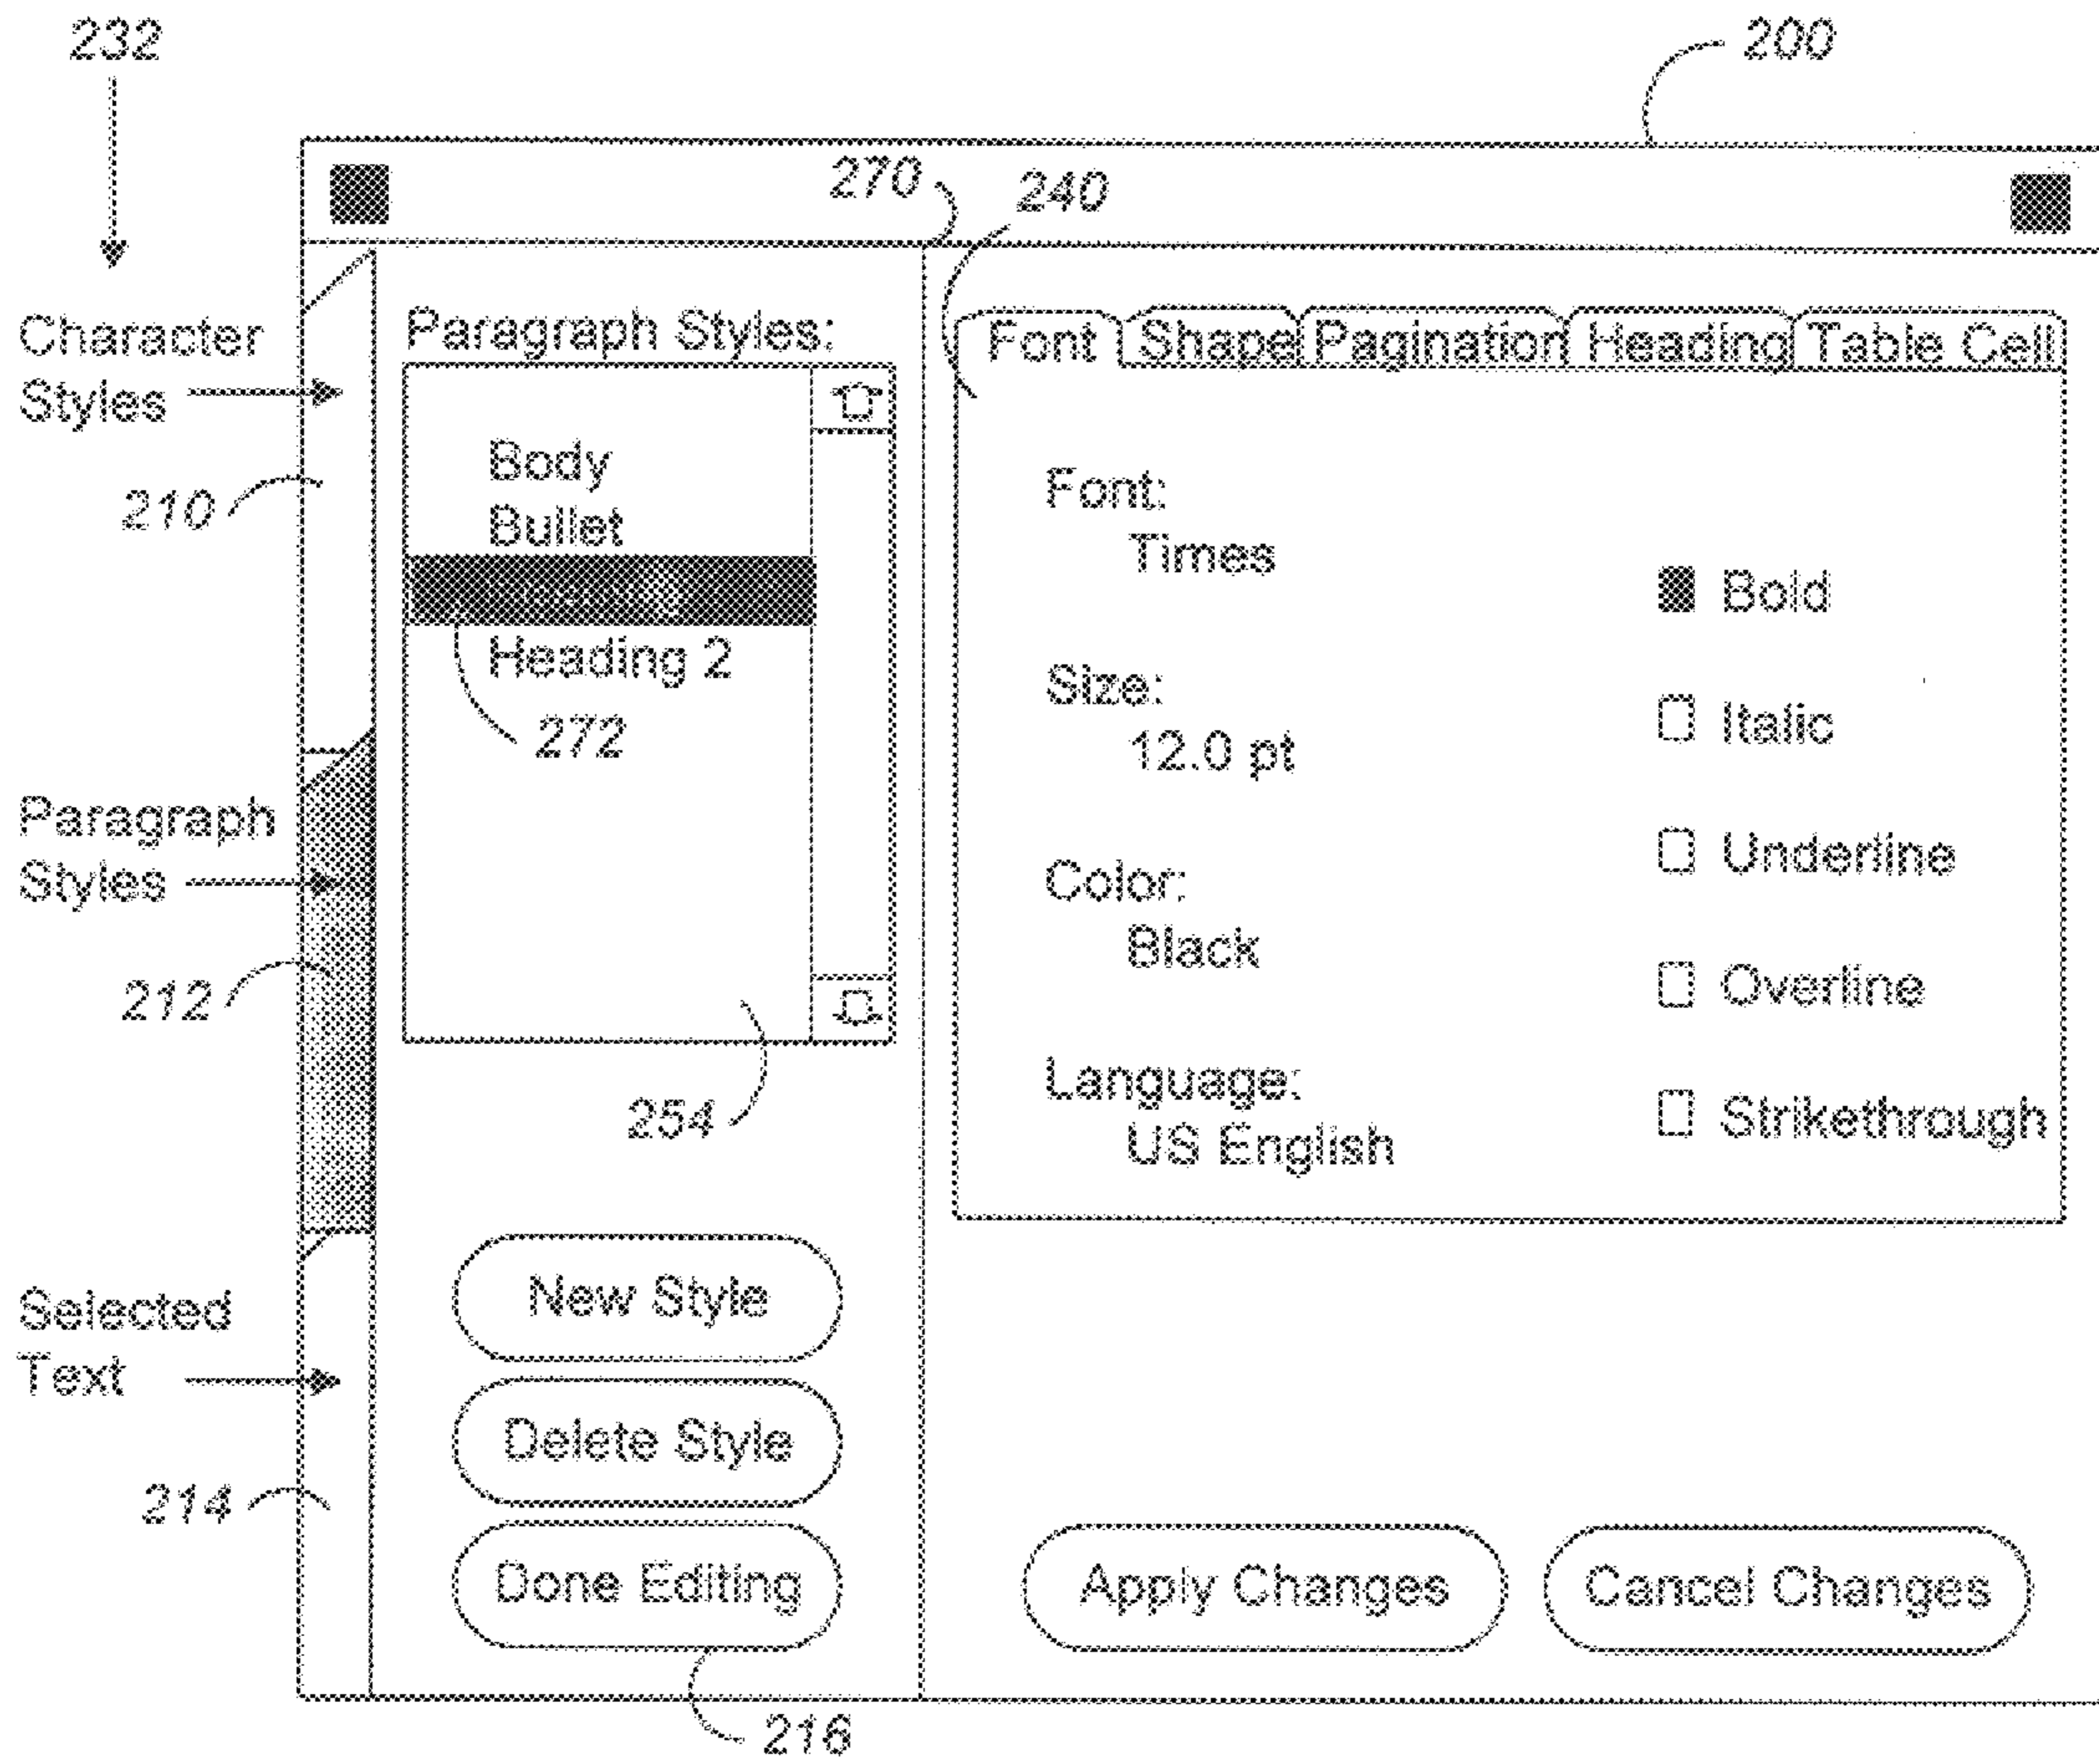 232
200
270
240
Character
Styles
210
Paragraph
Styles
212
Selected
Text
214
Paragraph Styles:
Body
Bullet
Heading 2
272
254
New Style
Delete Style
Done Editing
216
Font Shape Pagination Heading Table Cell
Font:
Times
Size:
12.0 pt
Color:
Black
Language:
US English
Bold
Italic
Underline
Overline
Strikethrough
Apply Changes
Cancel Changes